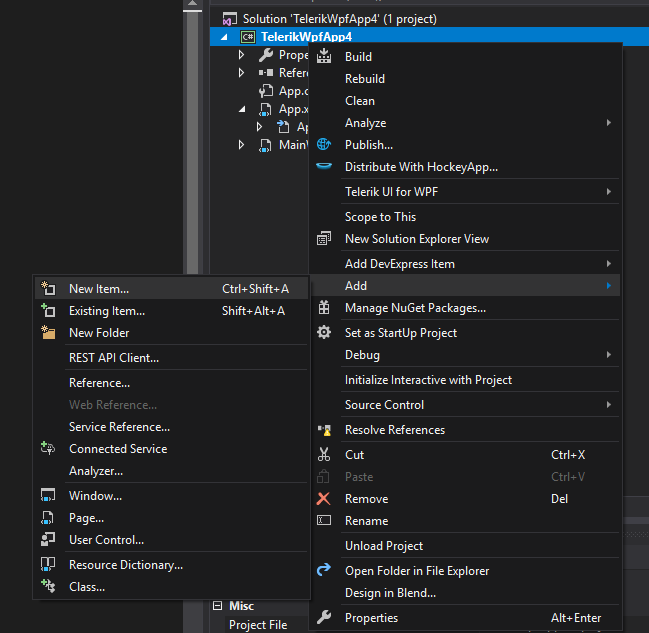 Solution 'TelerikWpfApp4' (1 project)
C# TelerikWpfApp4
Prope
Refere
App.c
App.x
Ap
MainW
Build
Rebuild
Clean
Analyze
Publish...
Distribute With HockeyApp...
Telerik UI for WPF
Scope to This
New Solution Explorer View
Add DevExpress Item
Add
Manage NuGet Packages...
Set as StartUp Project
Debug
Initialize Interactive with Project
Source Control
Resolve References
Cut Ctrl+X
Paste Ctrl+V
Remove Del
Rename
Unload Project
Open Folder in File Explorer
Design in Blend...
Properties Alt+Enter
New Item... Ctrl+Shift+A
Existing Item... Shift+Alt+A
New Folder
REST API Client...
Reference...
Web Reference...
Service Reference...
Connected Service
Analyzer...
Window...
Page...
User Control...
Resource Dictionary...
Class...
Misc
Project File